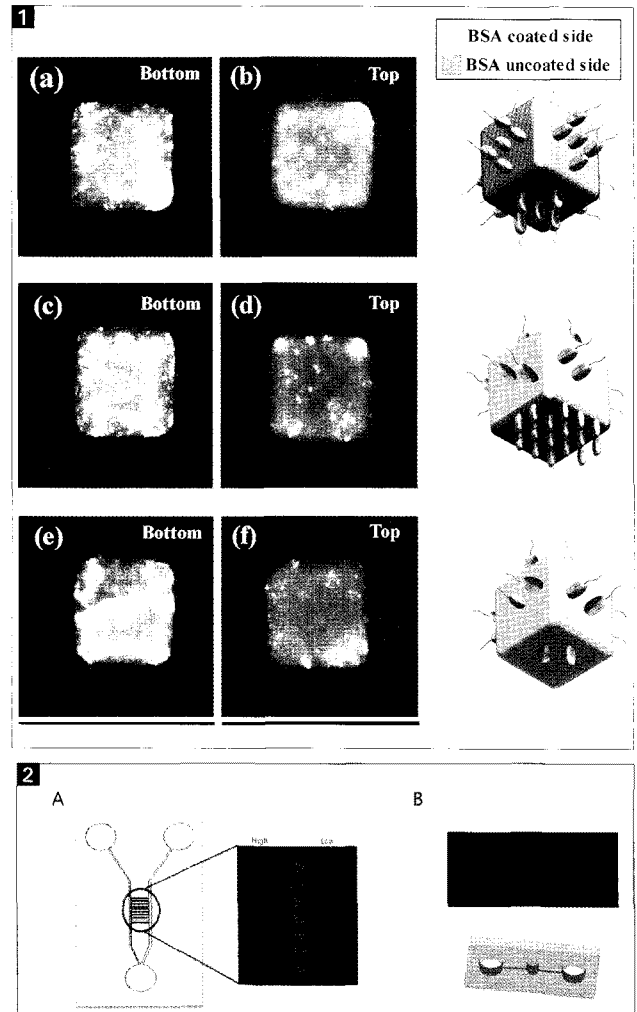 1
BSA coated side
BSA uncoated side
(a) Bottom
(b) Top
(c) Bottom
(d) Top
(e) Bottom
(f) Top
2
A
B
High
Low